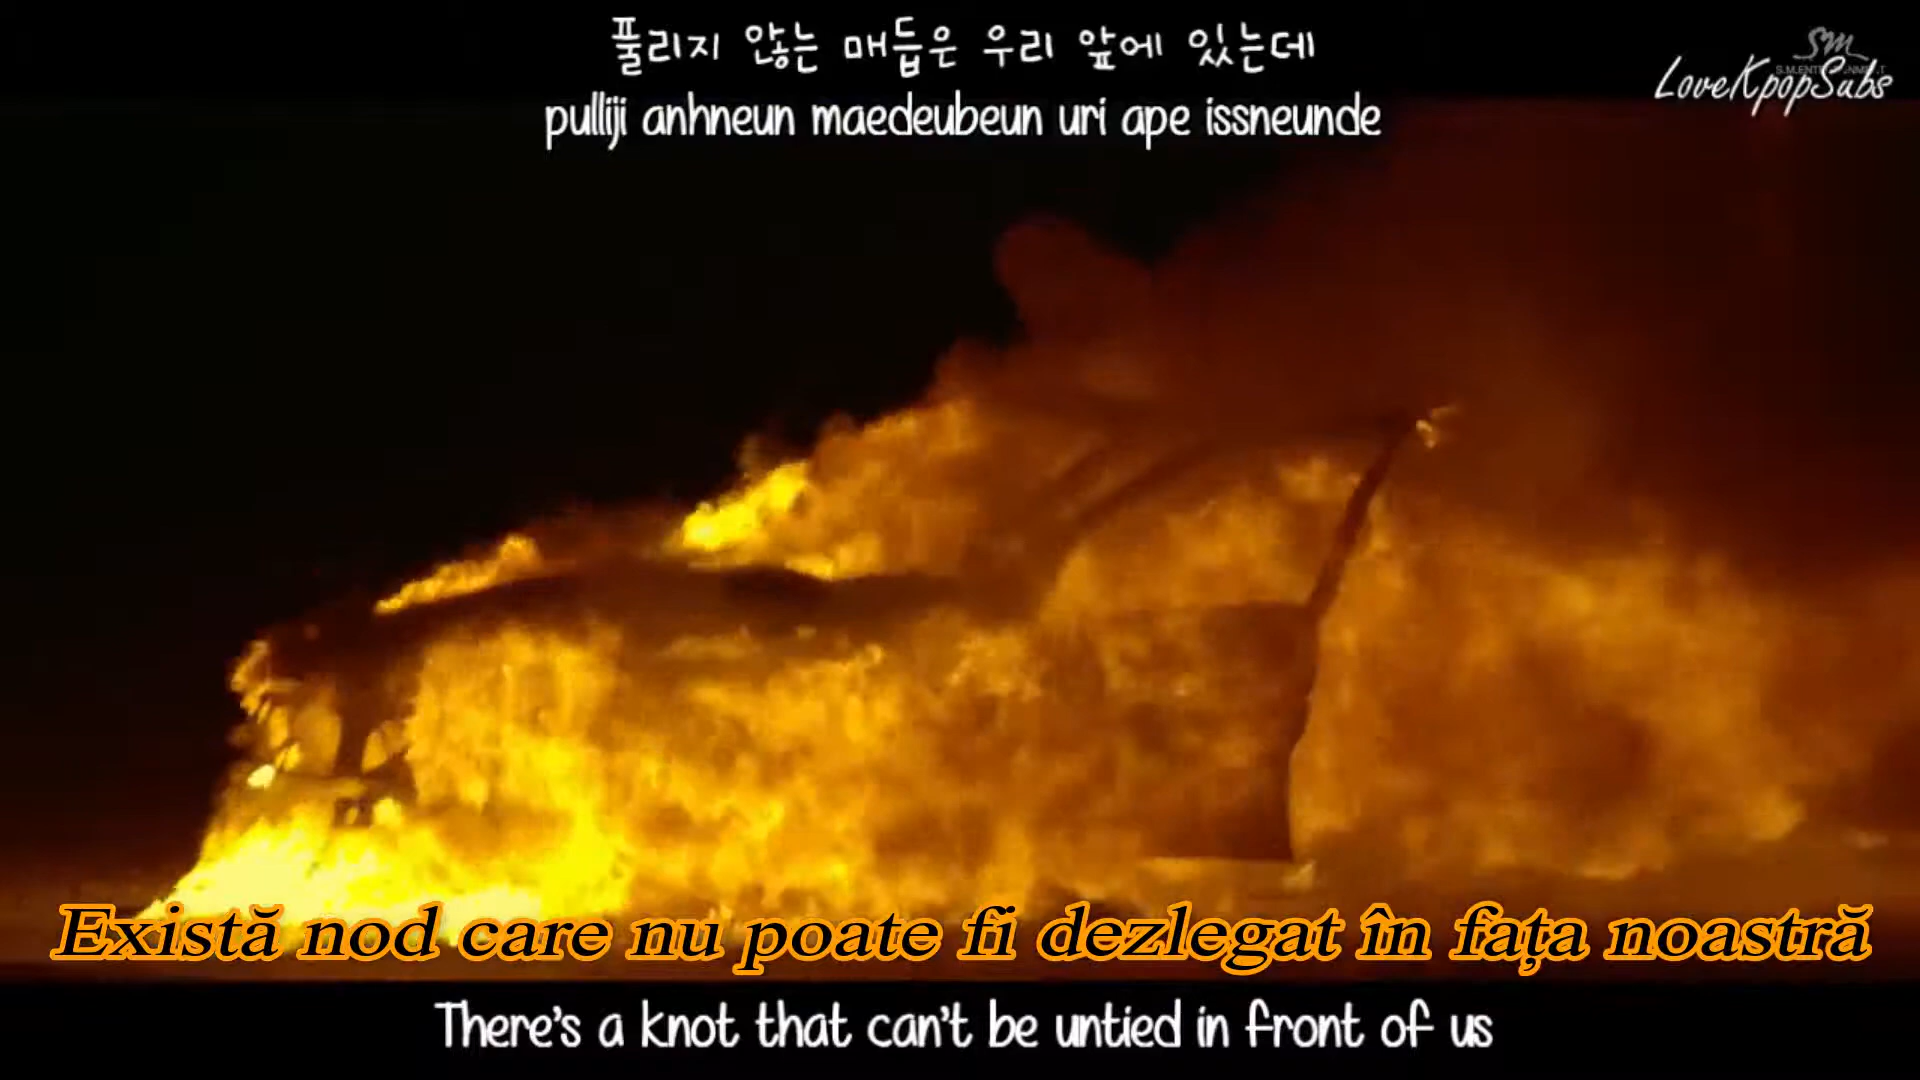 풀리지 않는 매듭은 우리 앞에 있는데
pulliji anhneun maedeubeun uri ape issneunde
SM
LoveKpopSubs
Există nod care nu poate fi dezlegat în fața noastră
There's a knot that can't be untied in front of us